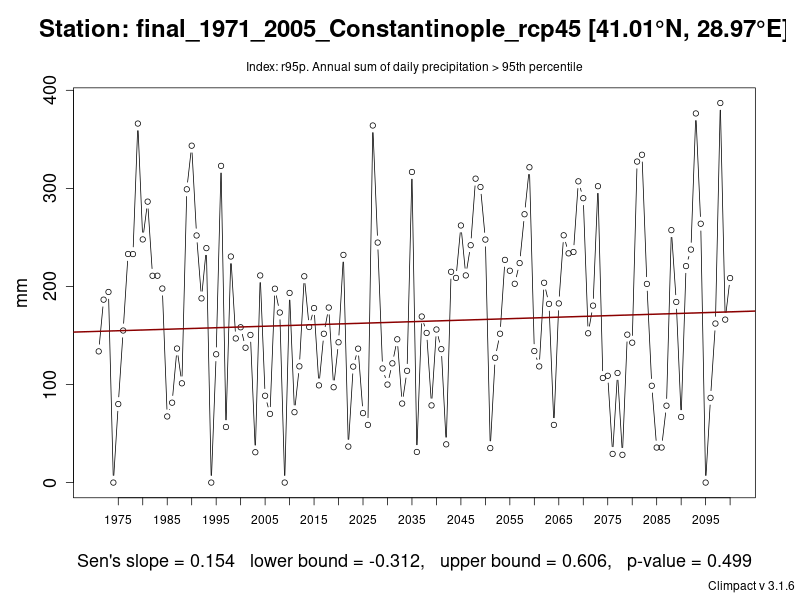 Station: final_1971_2005_Constantinople_rcp45 [41.01°N, 28.97°E]
Index: r95p. Annual sum of daily precipitation > 95th percentile
400
300
200
100
0
mm
1975 1985 1995 2005 2015 2025 2035 2045 2055 2065 2075 2085 2095
Sen's slope = 0.154 lower bound = -0.312, upper bound = 0.606, p-value = 0.499
Climpact v 3.1.6